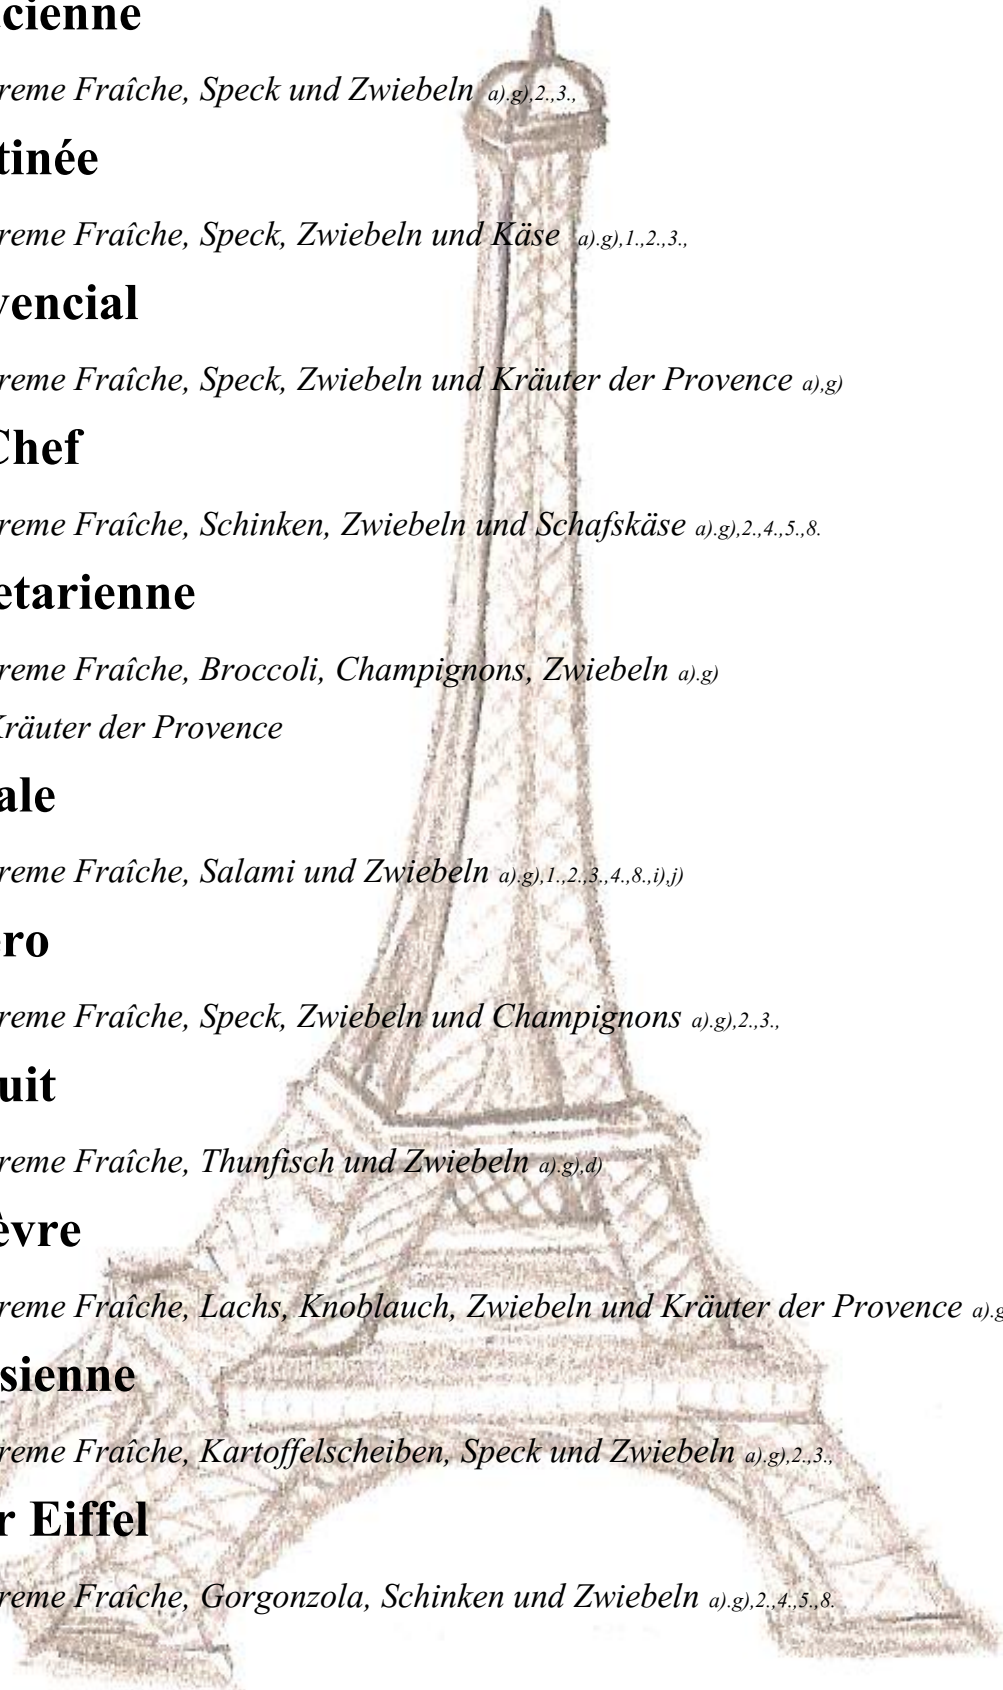 cienne
reme Fraîche, Speck und Zwiebeln a).g),2.,3.,
tinée
reme Fraîche, Speck, Zwiebeln und Käse a).g),1.,2.,3.,
vencial
reme Fraîche, Speck, Zwiebeln und Kräuter der Provence a),g)
Chef
reme Fraîche, Schinken, Zwiebeln und Schafskäse a).g),2.,4.,5.,8.
etarienne
reme Fraîche, Broccoli, Champignons, Zwiebeln a).g)
Kräuter der Provence
ale
reme Fraîche, Salami und Zwiebeln a).g),1.,2.,3.,4.,8.,i),j)
ro
reme Fraîche, Speck, Zwiebeln und Champignons a).g),2.,3.,
uit
reme Fraîche, Thunfisch und Zwiebeln a).g),d)
èvre
reme Fraîche, Lachs, Knoblauch, Zwiebeln und Kräuter der Provence a).g
sienne
reme Fraîche, Kartoffelscheiben, Speck und Zwiebeln a).g),2.,3.,
r Eiffel
reme Fraîche, Gorgonzola, Schinken und Zwiebeln a).g),2.,4.,5.,8.